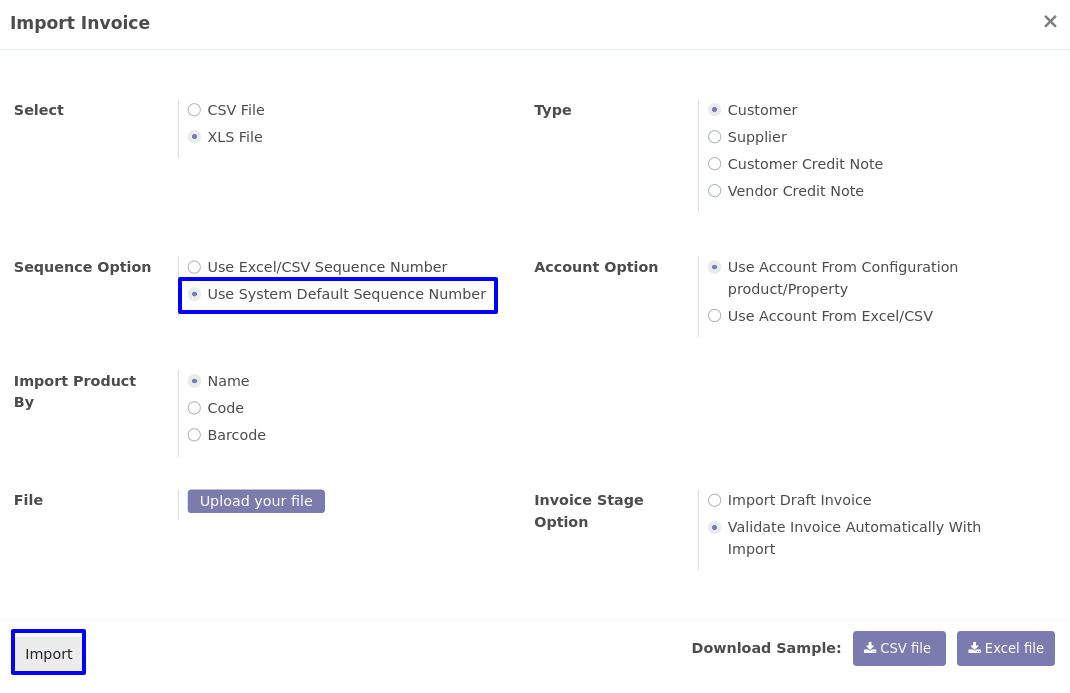 Import Invoice
Select
CSV File
XLS File
Type
Customer
Supplier
Customer Credit Note
Vendor Credit Note
Sequence Option
Use Excel/CSV Sequence Number
Use System Default Sequence Number
Account Option
Use Account From Configuration
product/Property
Use Account From Excel/CSV
Import Product
By
Name
Code
Barcode
File
Upload your file
Invoice Stage
Option
Import Draft Invoice
Validate Invoice Automatically With
Import
Import
Download Sample:
CSV file
Excel file